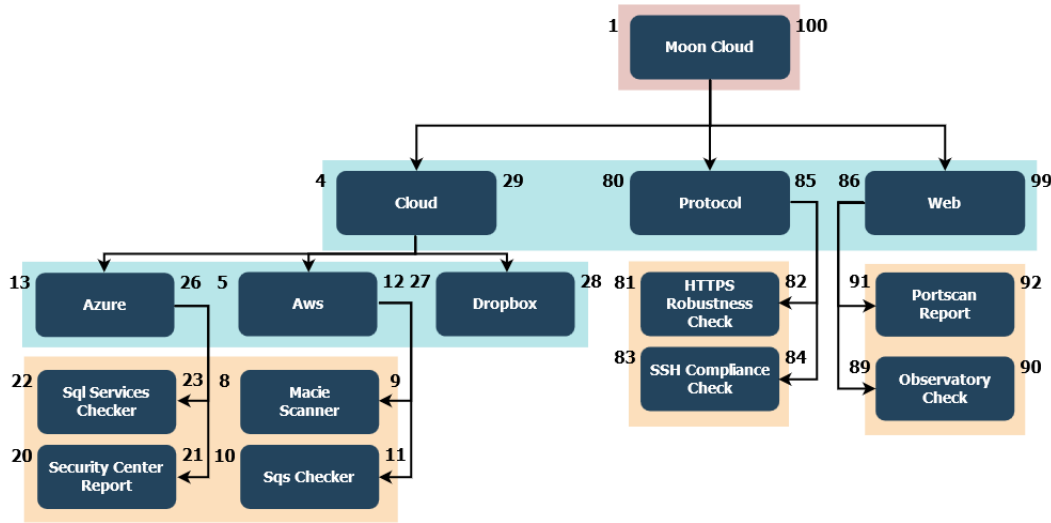 1 Moon Cloud 100
4 Cloud 29
80 Protocol 85
86 Web 99
13 Azure 26
5 Aws 12
27 Dropbox 28
22 Sql Services
Checker 23
8 Macie
Scanner 9
20 Security Center
Report 21
10 Sqs Checker 11
81 HTTPS
Robustness
Check 82
83 SSH Compliance
Check 84
91 Portscan
Report 92
89 Observatory
Check 90